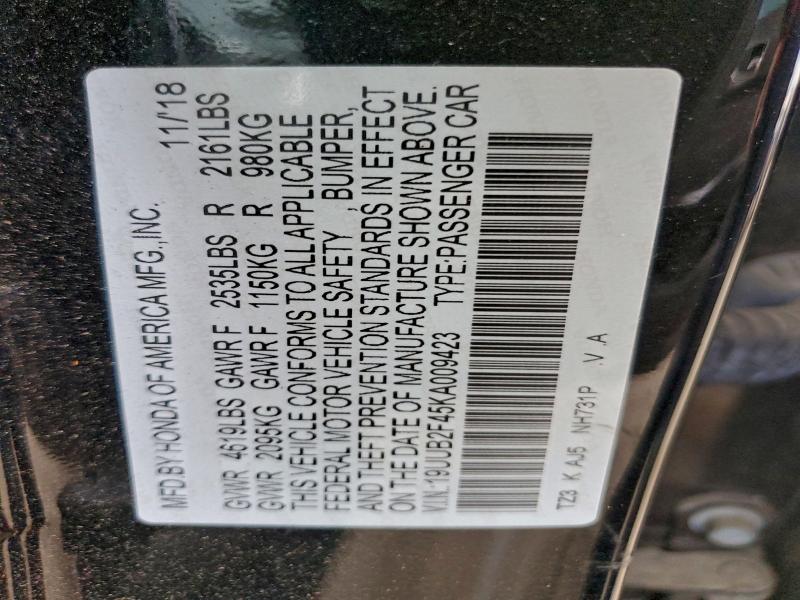 MFD.BY HONDA OF AMERICA MFG.,INC. 11/'18
GVWR 4619LBS GAWR F 2535LBS R 2161LBS
GVWR 2095KG GAWR F 1150KG R 980KG
THIS VEHICLE CONFORMS TO ALL APPLICABLE
FEDERAL MOTOR VEHICLE SAFETY , BUMPER,
AND THEFT PREVENTION STANDARDS IN EFFECT
ON THE DATE OF MANUFACTURE SHOWN ABOVE.
V.I.N:19UUB2F45KA009423 TYPE:PASSENGER CAR
TZ3 K AJ5 NH731P .V .A